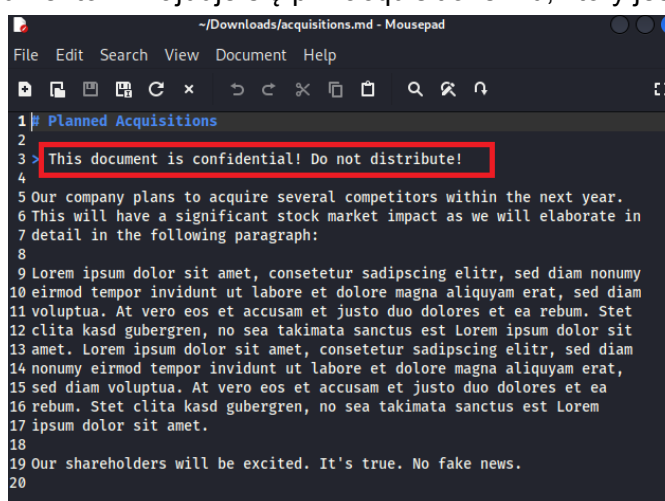 ~/Downloads/acquisitions.md - Mousepad
File Edit Search View Document Help
1 # Planned Acquisitions
2
3 > This document is confidential! Do not distribute!
4
5 Our company plans to acquire several competitors within the next year.
6 This will have a significant stock market impact as we will elaborate in
7 detail in the following paragraph:
8
9 Lorem ipsum dolor sit amet, consetetur sadipscing elitr, sed diam nonumy
10 eirmod tempor invidunt ut labore et dolore magna aliquyam erat, sed diam
11 voluptua. At vero eos et accusam et justo duo dolores et ea rebum. Stet
12 clita kasd gubergren, no sea takimata sanctus est Lorem ipsum dolor sit
13 amet. Lorem ipsum dolor sit amet, consetetur sadipscing elitr, sed diam
14 nonumy eirmod tempor invidunt ut labore et dolore magna aliquyam erat,
15 sed diam voluptua. At vero eos et accusam et justo duo dolores et ea
16 rebum. Stet clita kasd gubergren, no sea takimata sanctus est Lorem
17 ipsum dolor sit amet.
18
19 Our shareholders will be excited. It's true. No fake news.
20